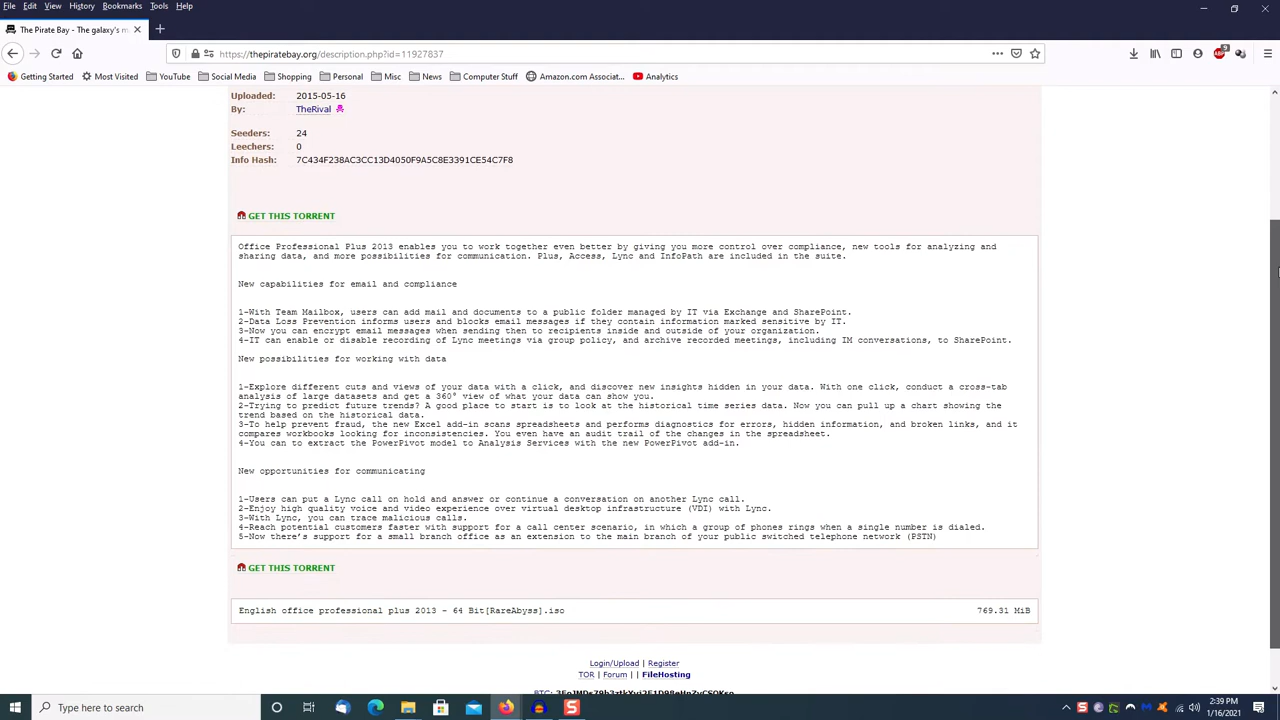 File Edit View History Bookmarks Tools Help
The Pirate Bay - The galaxy's m
https://thepiratebay.org/description.php?id=11927837
9
Getting Started Most Visited YouTube Social Media Shopping Personal Misc News Computer Stuff Amazon.com Associat... Analytics
Uploaded: 2015-05-16
By: TheRival
Seeders: 24
Leechers: 0
Info Hash: 7C434F238AC3CC13D4050F9A5C8E3391CE54C7F8
GET THIS TORRENT
Office Professional Plus 2013 enables you to work together even better by giving you more control over compliance, new tools for analyzing and
sharing data, and more possibilities for communication. Plus, Access, Lync and InfoPath are included in the suite.
New capabilities for email and compliance
1-With Team Mailbox, users can add mail and documents to a public folder managed by IT via Exchange and SharePoint.
2-Data Loss Prevention informs users and blocks email messages if they contain information marked sensitive by IT.
3-Now you can encrypt email messages when sending then to recipients inside and outside of your organization.
4-IT can enable or disable recording of Lync meetings via group policy, and archive recorded meetings, including IM conversations, to SharePoint.
New possibilities for working with data
1-Explore different cuts and views of your data with a click, and discover new insights hidden in your data. With one click, conduct a cross-tab
analysis of large datasets and get a 360° view of what your data can show you.
2-Trying to predict future trends? A good place to start is to look at the historical time series data. Now you can pull up a chart showing the
trend based on the historical data.
3-To help prevent fraud, the new Excel add-in scans spreadsheets and performs diagnostics for errors, hidden information, and broken links, and it
compares workbooks looking for inconsistencies. You even have an audit trail of the changes in the spreadsheet.
4-You can to extract the PowerPivot model to Analysis Services with the new PowerPivot add-in.
New opportunities for communicating
1-Users can put a Lync call on hold and answer or continue a conversation on another Lync call.
2-Enjoy high quality voice and video experience over virtual desktop infrastructure (VDI) with Lync.
3-With Lync, you can trace malicious calls.
4-Reach potential customers faster with support for a call center scenario, in which a group of phones rings when a single number is dialed.
5-Now there's support for a small branch office as an extension to the main branch of your public switched telephone network (PSTN)
GET THIS TORRENT
English office professional plus 2013 - 64 Bit[RareAbyss].iso 769.31 MiB
Login/Upload | Register
TOR | Forum | | FileHosting
BTC:
Type here to search
2:39 PM
1/16/2021